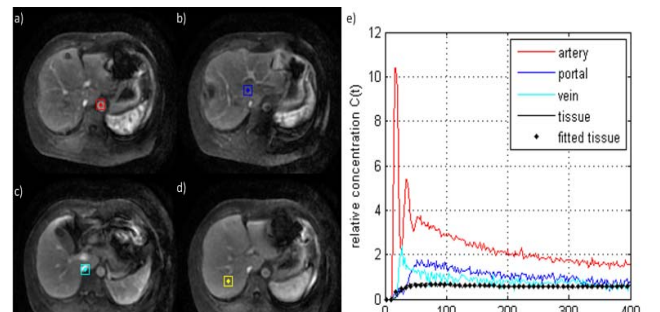 a)
b)
c)
d)
e)
relative concentration C(t)
12
10
8
6
4
2
0
0
100
200
300
400
artery
portal
vein
tissue
fitted tissue